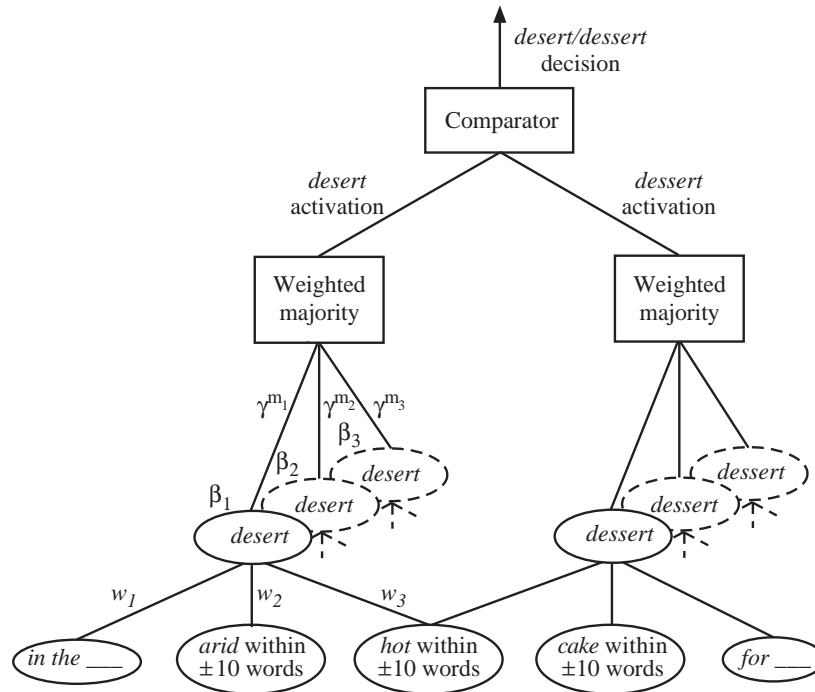 desert/dessert
decision
Comparator
desert
activation
dessert
activation
Weighted
majority
Weighted
majority
γ^m₁ γ^m₂ γ^m₃
β₃
β₂
β₁
desert
desert
desert
dessert
dessert
dessert
w₁ w₂ w₃
in the ___
arid within
±10 words
hot within
±10 words
cake within
±10 words
for ___